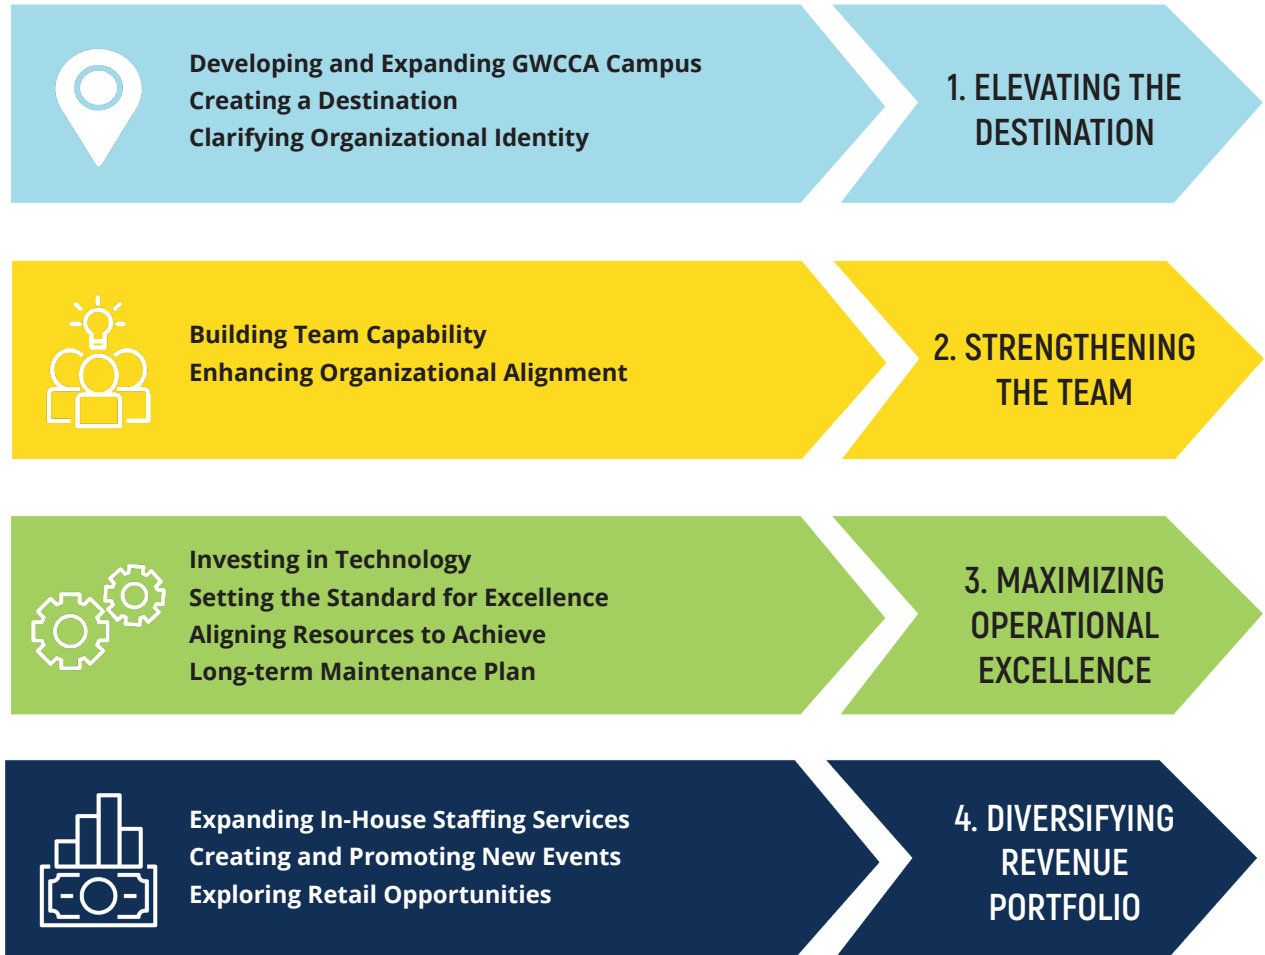 Developing and Expanding GWCCA Campus
Creating a Destination
Clarifying Organizational Identity
1. ELEVATING THE
DESTINATION
Building Team Capability
Enhancing Organizational Alignment
2. STRENGTHENING
THE TEAM
Investing in Technology
Setting the Standard for Excellence
Aligning Resources to Achieve
Long-term Maintenance Plan
3. MAXIMIZING
OPERATIONAL
EXCELLENCE
Expanding In-House Staffing Services
Creating and Promoting New Events
Exploring Retail Opportunities
4. DIVERSIFYING
REVENUE
PORTFOLIO